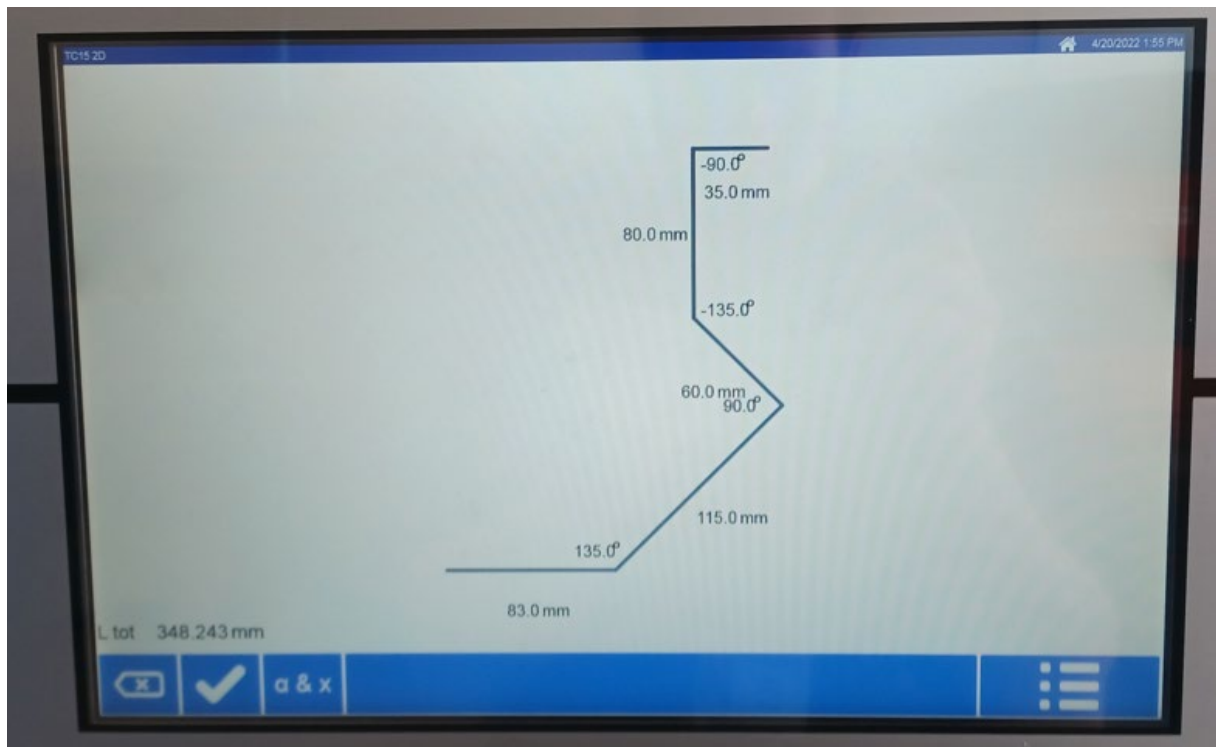 TC15 2D
4/20/2022 1:55 PM
-90.0°
35.0 mm
80.0 mm
-135.0°
60.0 mm
90.0°
115.0 mm
135.0°
83.0 mm
L tot 348.243 mm
α & x